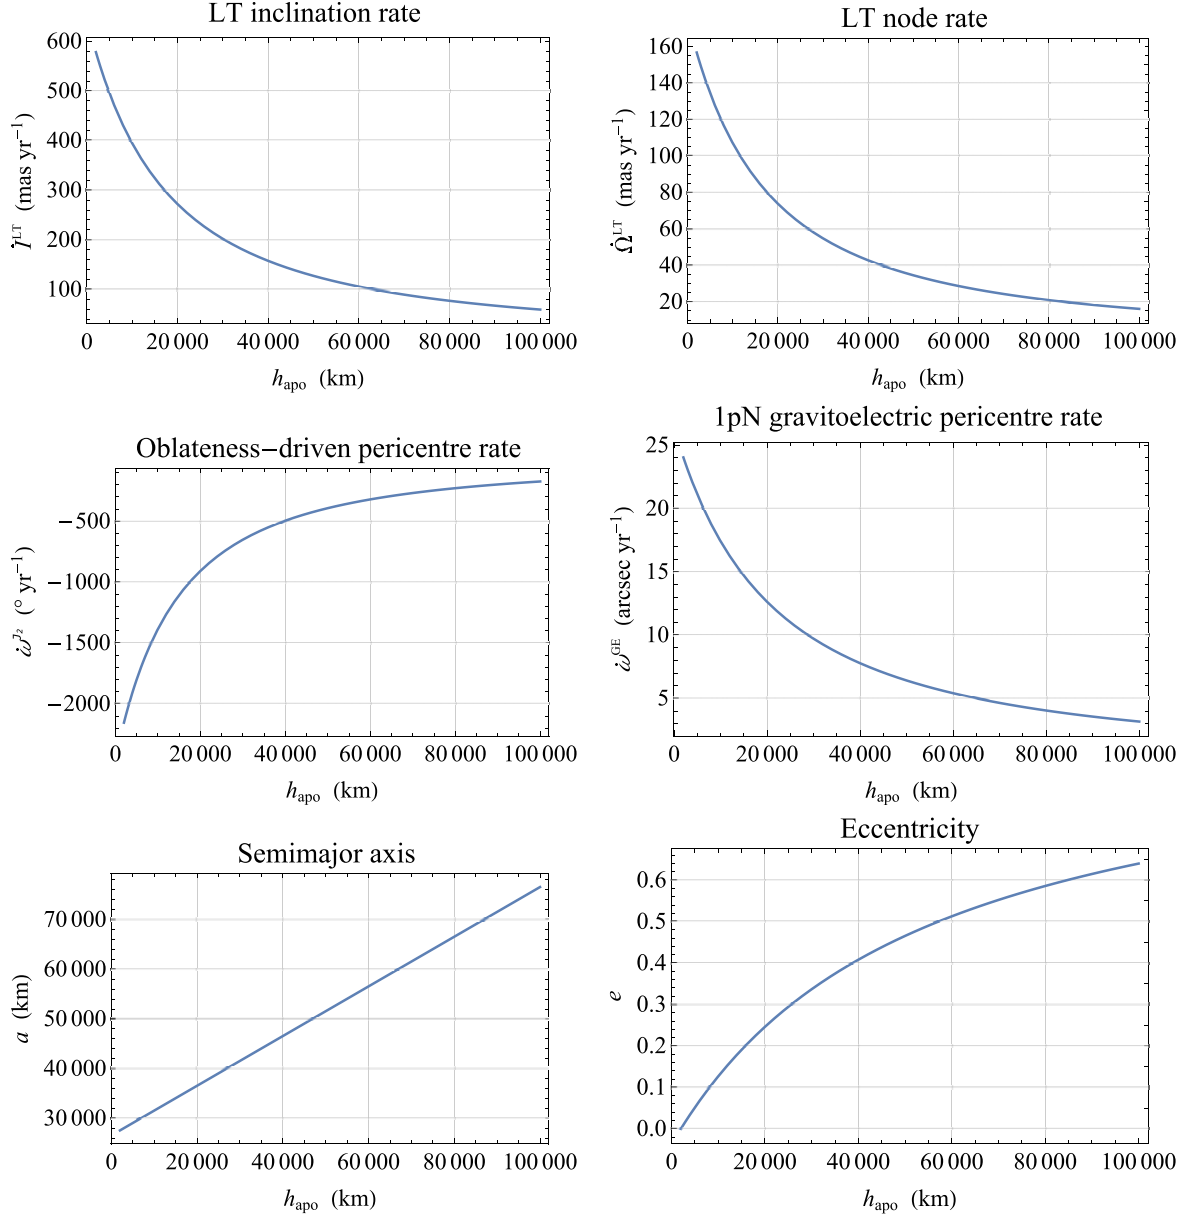 LT inclination rate
600
500
400
300
200
100
İ^LT (mas yr−1)
0 20 000 40 000 60 000 80 000 100 000
h_apo (km)
LT node rate
160
140
120
100
80
60
40
20
Ω̇^LT (mas yr−1)
0 20 000 40 000 60 000 80 000 100 000
h_apo (km)
Oblateness−driven pericentre rate
−500
−1000
−1500
−2000
ω̇^J₂ (° yr−1)
0 20 000 40 000 60 000 80 000 100 000
h_apo (km)
1pN gravitoelectric pericentre rate
25
20
15
10
5
ω̇^GE (arcsec yr−1)
0 20 000 40 000 60 000 80 000 100 000
h_apo (km)
Semimajor axis
70 000
60 000
50 000
40 000
30 000
a (km)
0 20 000 40 000 60 000 80 000 100 000
h_apo (km)
Eccentricity
0.6
0.5
0.4
0.3
0.2
0.1
0.0
e
0 20 000 40 000 60 000 80 000 100 000
h_apo (km)